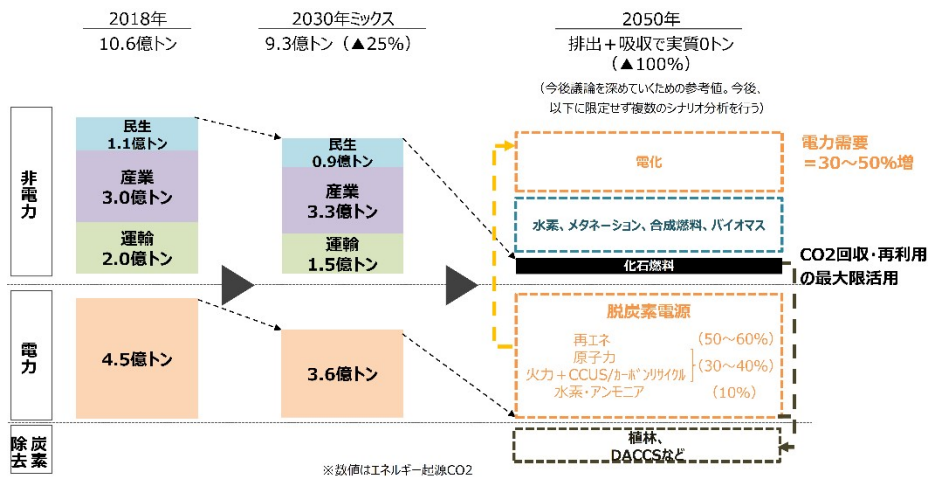 2018年
10.6億トン
2030年ミックス
9.3億トン（▲25%）
2050年
排出＋吸収で実質0トン
（▲100%）
（今後議論を深めていくための参考値。今後、
以下に限定せず複数のシナリオ分析を行う）
非電力
民生
1.1億トン
産業
3.0億トン
運輸
2.0億トン
民生
0.9億トン
産業
3.3億トン
運輸
1.5億トン
電化
電力需要
＝30～50%増
水素、メタネーション、合成燃料、バイオマス
化石燃料
CO2回収・再利用
の最大限活用
電力
4.5億トン
3.6億トン
脱炭素電源
再エネ （50～60%）
原子力
火力＋CCUS/カーボンリサイクル （30～40%）
水素・アンモニア （10%）
炭素除去
植林、
DACCSなど
※数値はエネルギー起源CO2